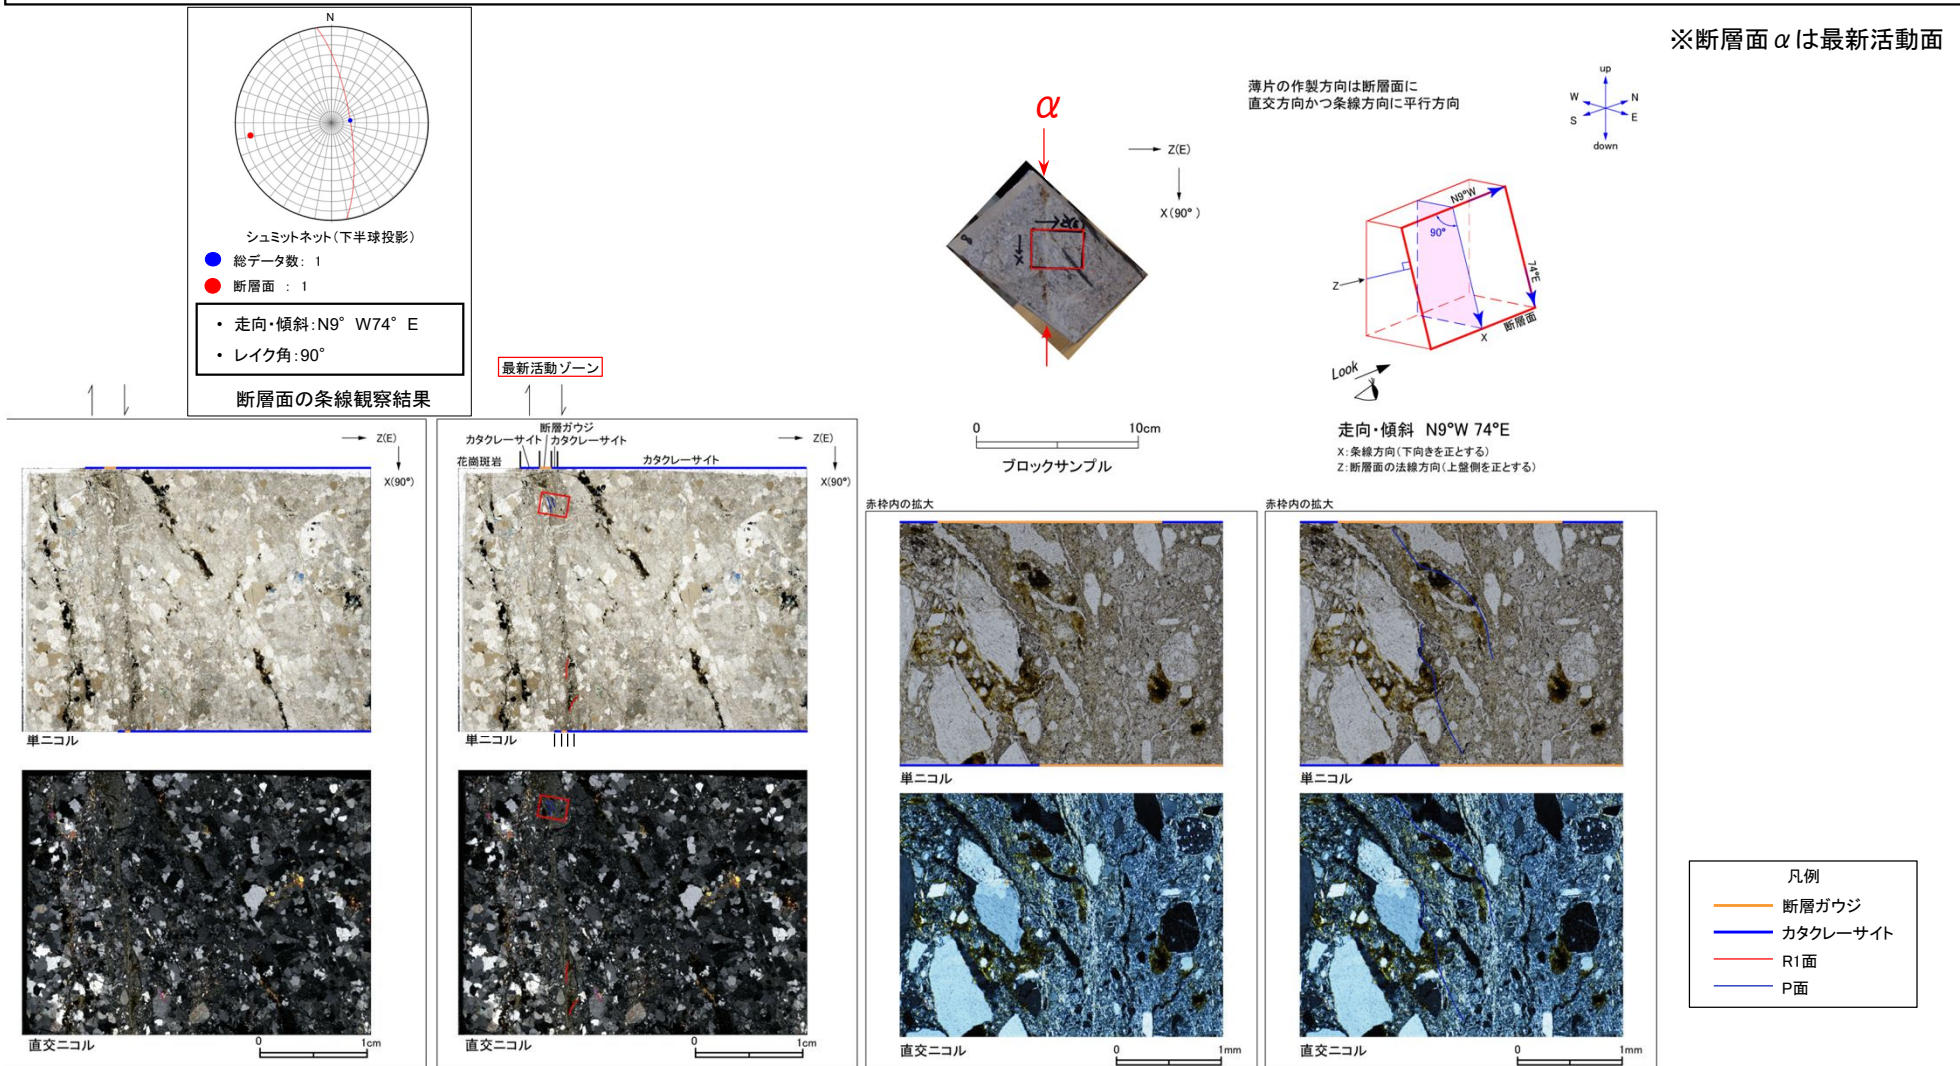 ※断層面αは最新活動面
N
シュミットネット(下半球投影)
総データ数: 1
断層面 : 1
・ 走向・傾斜:N9° W74° E
・ レイク角:90°
断層面の条線観察結果
α
Z(E)
X(90°)
薄片の作製方向は断層面に
直交方向かつ条線方向に平行方向
up
W
N
S
E
down
N9°W
90°
74°E
Z
断層面
X
Look
走向・傾斜 N9°W 74°E
X:条線方向(下向きを正とする)
Z:断層面の法線方向(上盤側を正とする)
0
10cm
ブロックサンプル
最新活動ゾーン
Z(E)
X(90°)
単ニコル
直交ニコル
0
1cm
断層ガウジ
カタクレーサイト
カタクレーサイト
花崗斑岩
カタクレーサイト
Z(E)
X(90°)
単ニコル
直交ニコル
0
1cm
赤枠内の拡大
単ニコル
直交ニコル
0
1mm
赤枠内の拡大
単ニコル
直交ニコル
0
1mm
凡例
断層ガウジ
カタクレーサイト
R1面
P面